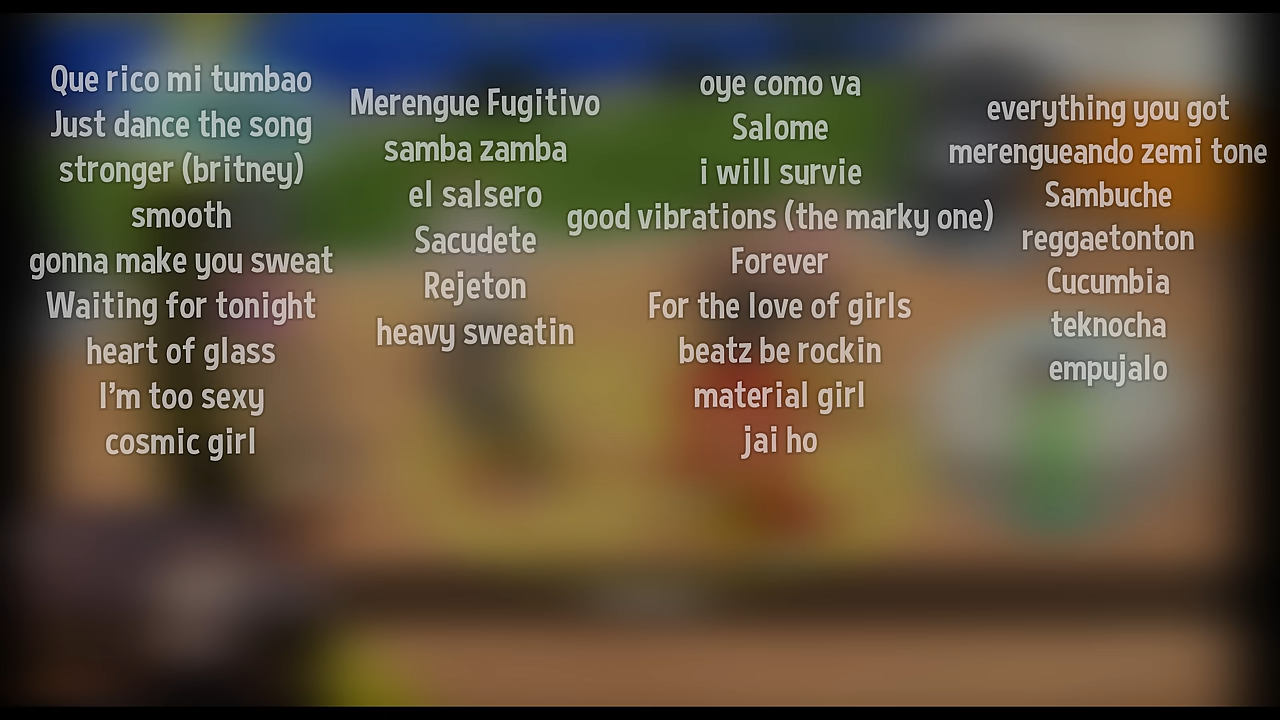 Que rico mi tumbao
Just dance the song
stronger (britney)
smooth
gonna make you sweat
Waiting for tonight
heart of glass
I'm too sexy
cosmic girl
Merengue Fugitivo
samba zamba
el salsero
Sacudete
Rejeton
heavy sweatin
oye como va
Salome
i will survie
good vibrations (the marky one)
Forever
For the love of girls
beatz be rockin
material girl
jai ho
everything you got
merengueando zemi tone
Sambuche
reggaetonton
Cucumbia
teknocha
empujalo